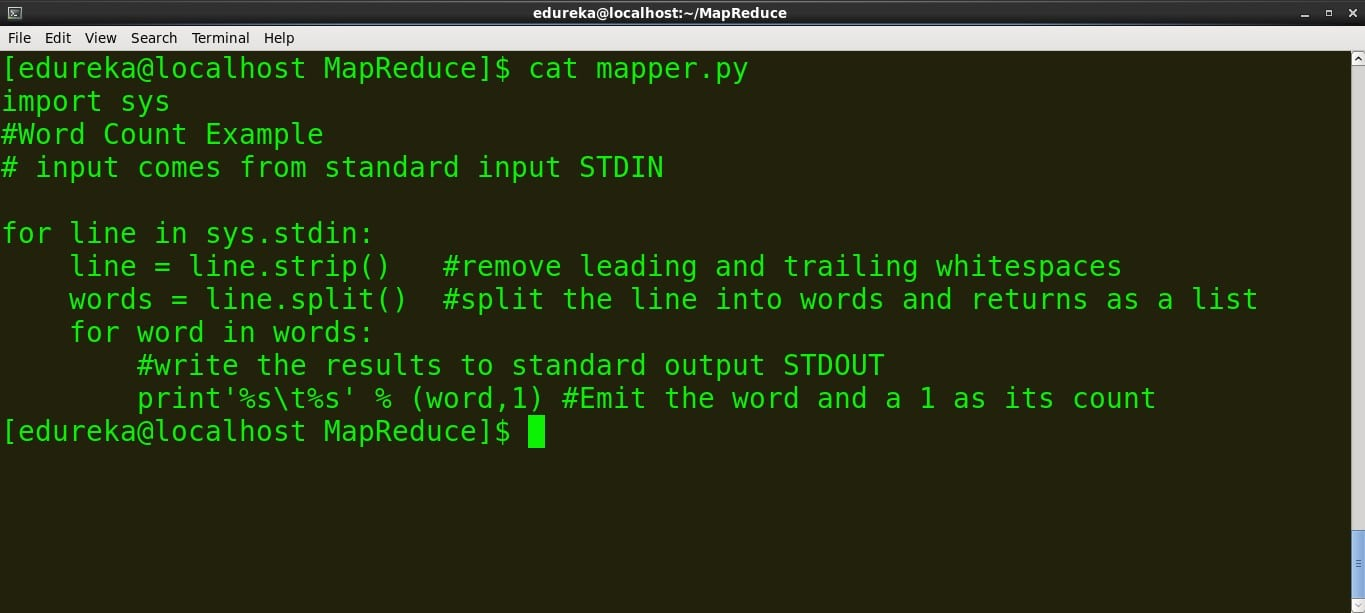 edureka@localhost:~/MapReduce
File Edit View Search Terminal Help
[edureka@localhost MapReduce]$ cat mapper.py
import sys
#Word Count Example
# input comes from standard input STDIN

for line in sys.stdin:
    line = line.strip()   #remove leading and trailing whitespaces
    words = line.split()  #split the line into words and returns as a list
    for word in words:
        #write the results to standard output STDOUT
        print'%s\t%s' % (word,1) #Emit the word and a 1 as its count
[edureka@localhost MapReduce]$